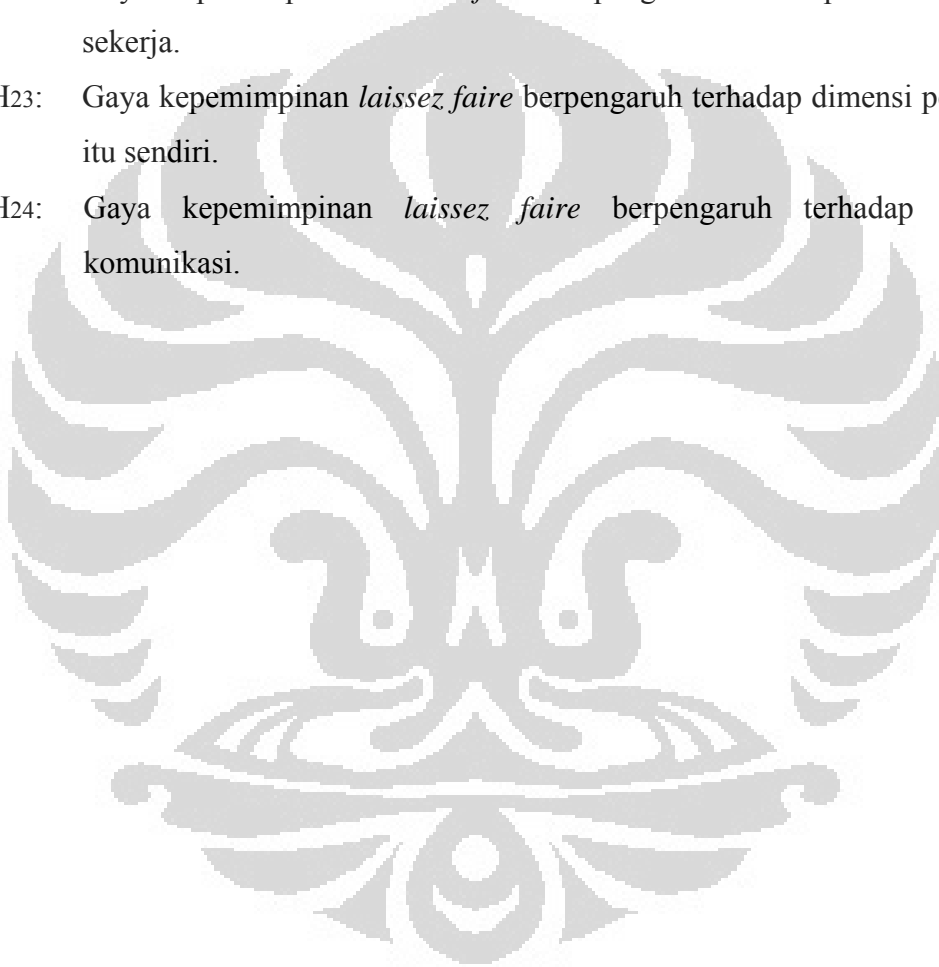 sekerja.
H23: Gaya kepemimpinan laissez faire berpengaruh terhadap dimensi
itu sendiri.
H24: Gaya kepemimpinan laissez faire berpengaruh terhadap
komunikasi.